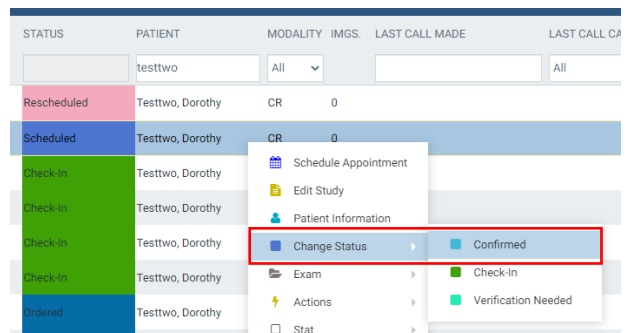 STATUS PATIENT MODALITY IMGS. LAST CALL MADE LAST CALL CA
testtwo All All
Rescheduled Testtwo, Dorothy CR 0
Scheduled Testtwo, Dorothy CR 0
Check-In Testtwo, Dorothy Schedule Appointment
Edit Study
Check-In Testtwo, Dorothy Patient Information
Check-In Testtwo, Dorothy Change Status Confirmed
Check-In Testtwo, Dorothy Exam Check-In
Ordered Testtwo, Dorothy Actions Verification Needed
Stat